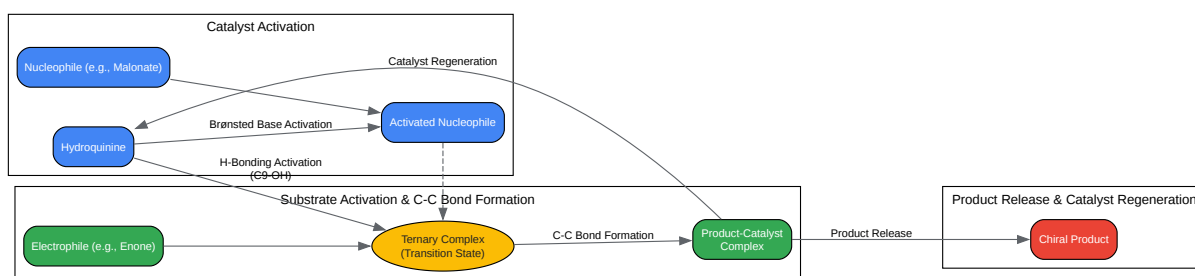 Catalyst Activation
Nucleophile (e.g., Malonate)
Catalyst Regeneration
Brønsted Base Activation
Activated Nucleophile
Hydroquinine
H-Bonding Activation
(C9-OH)
Substrate Activation & C-C Bond Formation
Product Release & Catalyst Regeneration
Electrophile (e.g., Enone)
Ternary Complex
(Transition State)
C-C Bond Formation
Product-Catalyst
Complex
Product Release
Chiral Product